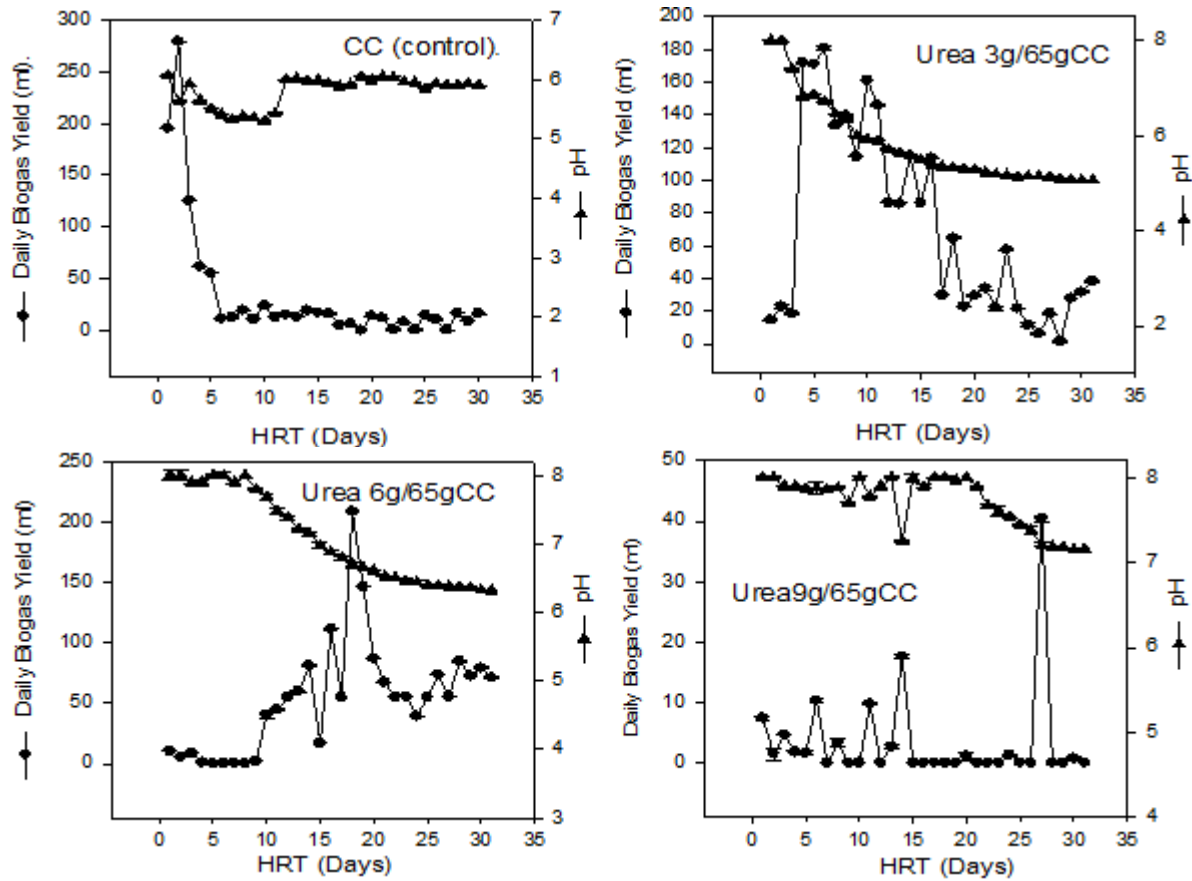 CC (control).
300
250
200
150
100
50
0
Daily Biogas Yield (ml).
7
6
5
4
3
2
1
pH
0 5 10 15 20 25 30 35
HRT (Days)
Urea 3g/65gCC
200
180
160
140
120
100
80
60
40
20
0
Daily Biogas Yield (ml)
8
6
4
2
pH
0 5 10 15 20 25 30 35
HRT (Days)
Urea 6g/65gCC
250
200
150
100
50
0
Daily Biogas Yield (ml)
8
7
6
5
4
3
pH
0 5 10 15 20 25 30 35
HRT (Days)
Urea9g/65gCC
50
40
30
20
10
0
Daily Biogas Yield (ml)
8
7
6
5
4
pH
0 5 10 15 20 25 30 35
HRT (Days)